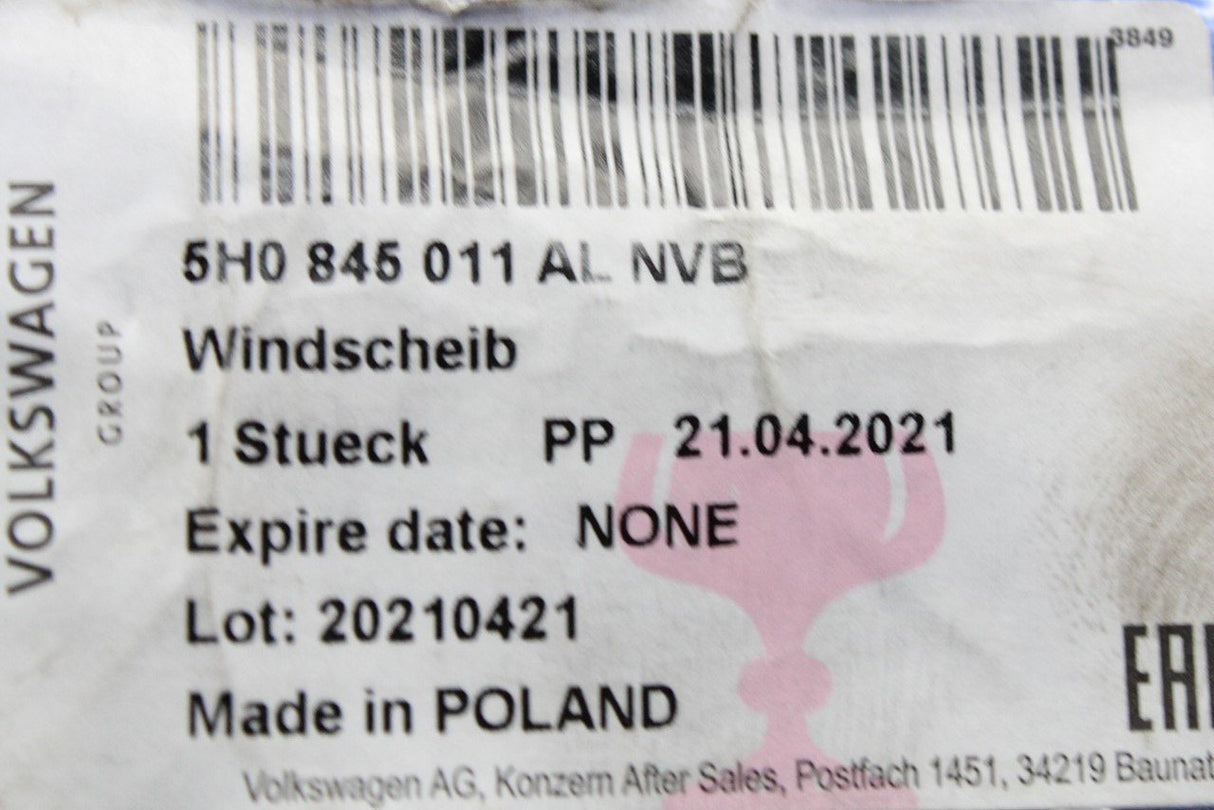 3849
5H0 845 011 AL NVB
Windscheib
1 Stueck PP 21.04.2021
Expire date: NONE
Lot: 20210421
Made in POLAND
Volkswagen AG, Konzern After Sales, Postfach 1451, 34219 Baunat
VOLKSWAGEN
GROUP
EAC